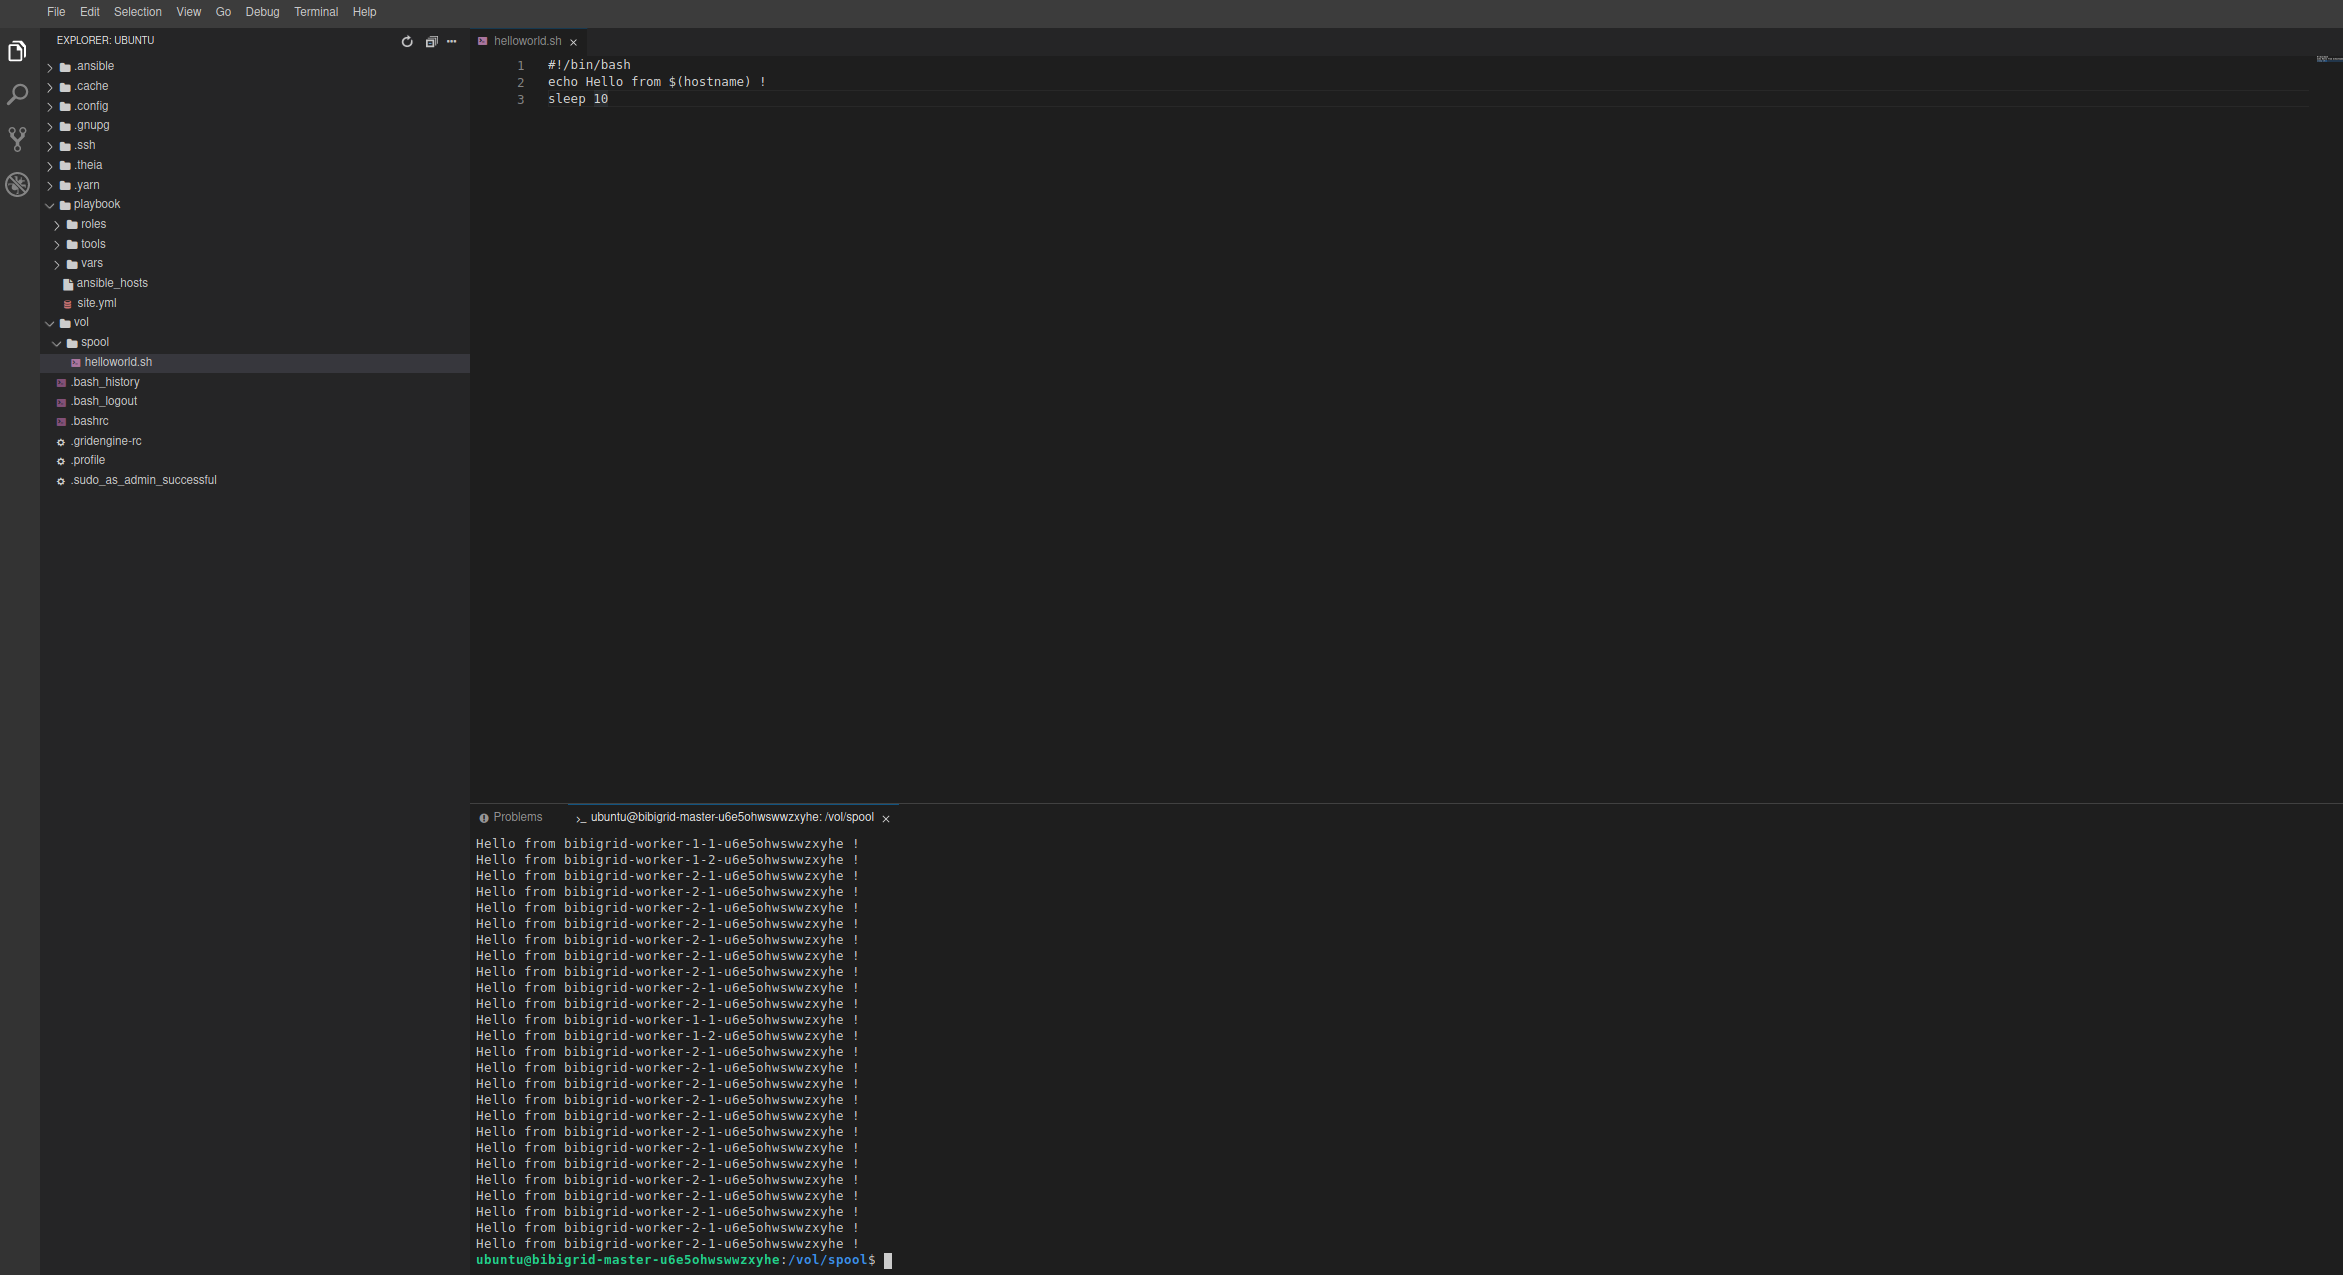 File Edit Selection View Go Debug Terminal Help
EXPLORER: UBUNTU
.ansible
.cache
.config
.gnupg
.ssh
.theia
.yarn
playbook
roles
tools
vars
ansible_hosts
site.yml
vol
spool
helloworld.sh
.bash_history
.bash_logout
.bashrc
.gridengine-rc
.profile
.sudo_as_admin_successful
helloworld.sh
1 #!/bin/bash
2 echo Hello from $(hostname) !
3 sleep 10
Problems ubuntu@bibigrid-master-u6e5ohwswwzxyhe: /vol/spool
Hello from bibigrid-worker-1-1-u6e5ohwswwzxyhe !
Hello from bibigrid-worker-1-2-u6e5ohwswwzxyhe !
Hello from bibigrid-worker-2-1-u6e5ohwswwzxyhe !
Hello from bibigrid-worker-2-1-u6e5ohwswwzxyhe !
Hello from bibigrid-worker-2-1-u6e5ohwswwzxyhe !
Hello from bibigrid-worker-2-1-u6e5ohwswwzxyhe !
Hello from bibigrid-worker-2-1-u6e5ohwswwzxyhe !
Hello from bibigrid-worker-2-1-u6e5ohwswwzxyhe !
Hello from bibigrid-worker-2-1-u6e5ohwswwzxyhe !
Hello from bibigrid-worker-2-1-u6e5ohwswwzxyhe !
Hello from bibigrid-worker-2-1-u6e5ohwswwzxyhe !
Hello from bibigrid-worker-1-1-u6e5ohwswwzxyhe !
Hello from bibigrid-worker-1-2-u6e5ohwswwzxyhe !
Hello from bibigrid-worker-2-1-u6e5ohwswwzxyhe !
Hello from bibigrid-worker-2-1-u6e5ohwswwzxyhe !
Hello from bibigrid-worker-2-1-u6e5ohwswwzxyhe !
Hello from bibigrid-worker-2-1-u6e5ohwswwzxyhe !
Hello from bibigrid-worker-2-1-u6e5ohwswwzxyhe !
Hello from bibigrid-worker-2-1-u6e5ohwswwzxyhe !
Hello from bibigrid-worker-2-1-u6e5ohwswwzxyhe !
Hello from bibigrid-worker-2-1-u6e5ohwswwzxyhe !
Hello from bibigrid-worker-2-1-u6e5ohwswwzxyhe !
Hello from bibigrid-worker-2-1-u6e5ohwswwzxyhe !
Hello from bibigrid-worker-2-1-u6e5ohwswwzxyhe !
Hello from bibigrid-worker-2-1-u6e5ohwswwzxyhe !
Hello from bibigrid-worker-2-1-u6e5ohwswwzxyhe !
ubuntu@bibigrid-master-u6e5ohwswwzxyhe:/vol/spool$